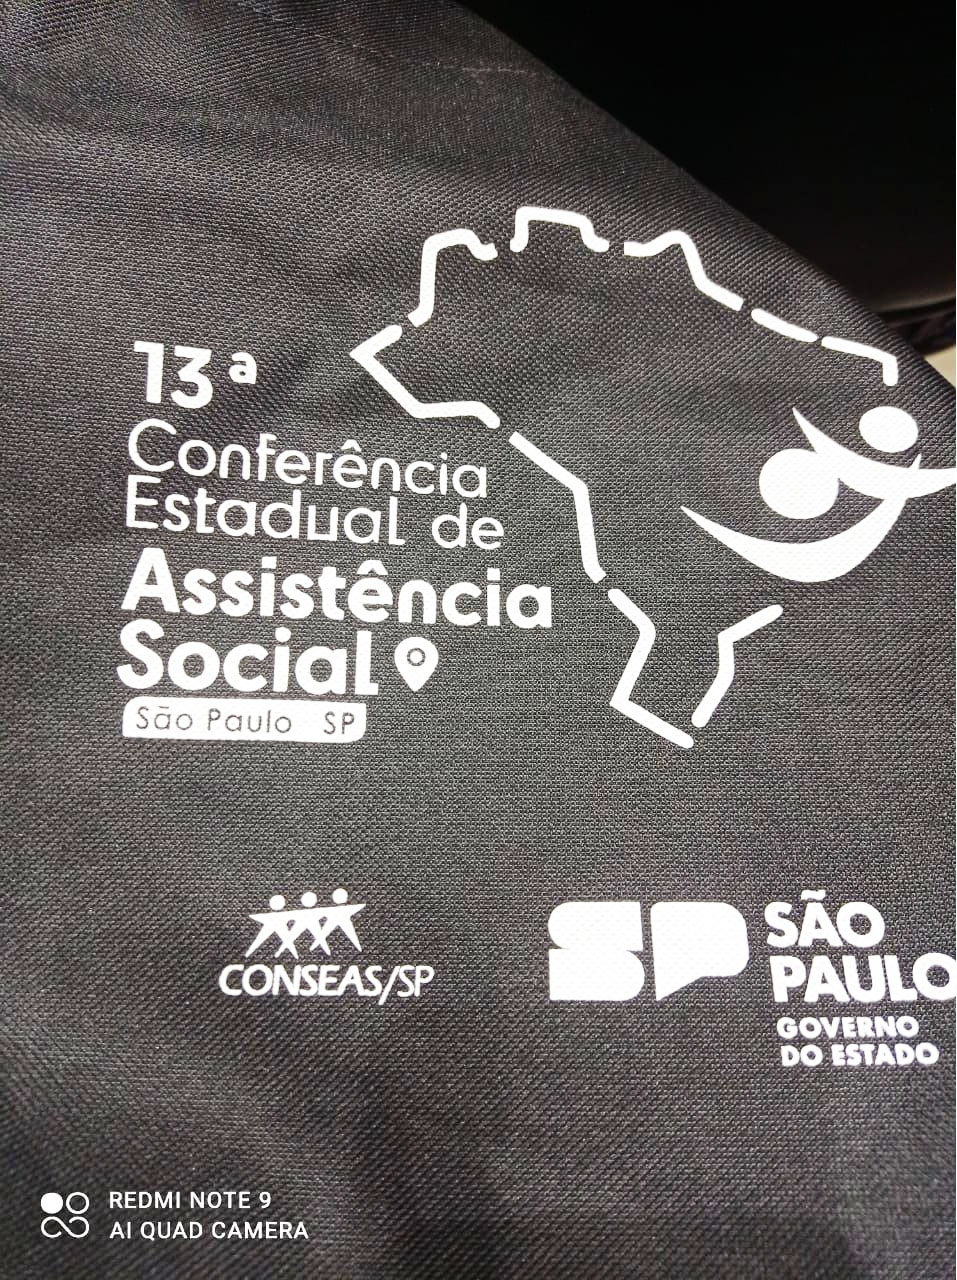 13ª
Conferência
Estadual de
Assistência
Social
São Paulo SP
CONSEAS/SP
SP
SÃO
PAULO
GOVERNO
DO ESTADO
REDMI NOTE 9
AI QUAD CAMERA